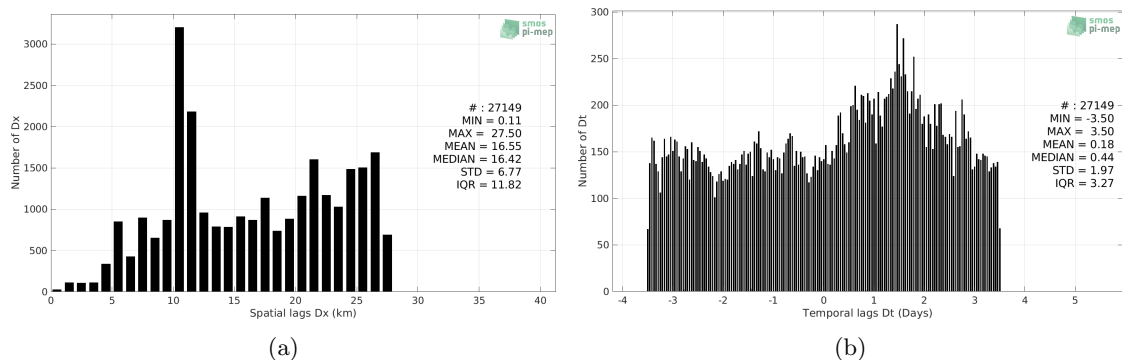 3000
2500
2000
1500
1000
500
0
Number of Dx
0 5 10 15 20 25 30 35 40
Spatial lags Dx (km)
smos
pi-mep
# : 27149
MIN = 0.11
MAX = 27.50
MEAN = 16.55
MEDIAN = 16.42
STD = 6.77
IQR = 11.82
(a)
300
250
200
150
100
50
0
Number of Dt
-4 -3 -2 -1 0 1 2 3 4 5
Temporal lags Dt (Days)
smos
pi-mep
# : 27149
MIN = -3.50
MAX = 3.50
MEAN = 0.18
MEDIAN = 0.44
STD = 1.97
IQR = 3.27
(b)